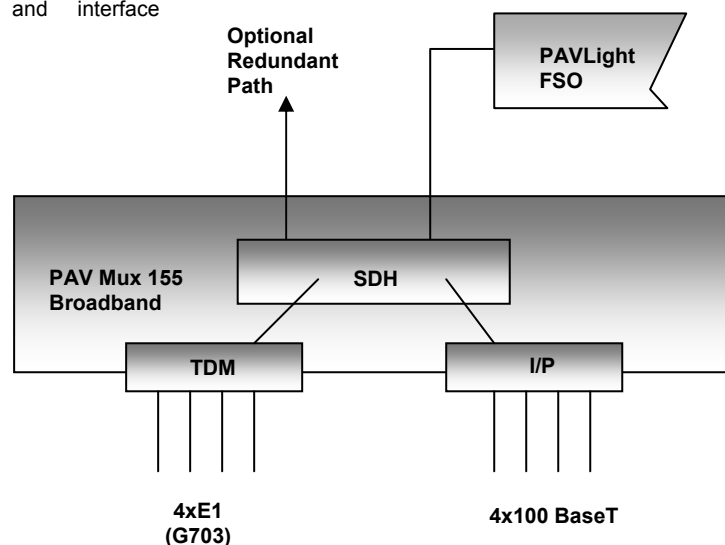 and interface
Optional
Redundant
Path
PAVLight
FSO
PAV Mux 155
Broadband
SDH
TDM
I/P
4xE1
(G703)
4x100 BaseT